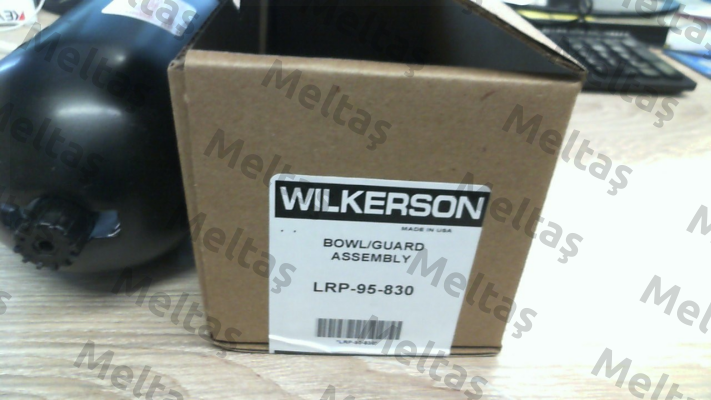 WILKERSON
MADE IN USA
BOWL/GUARD
ASSEMBLY
LRP-95-830
Meltaş